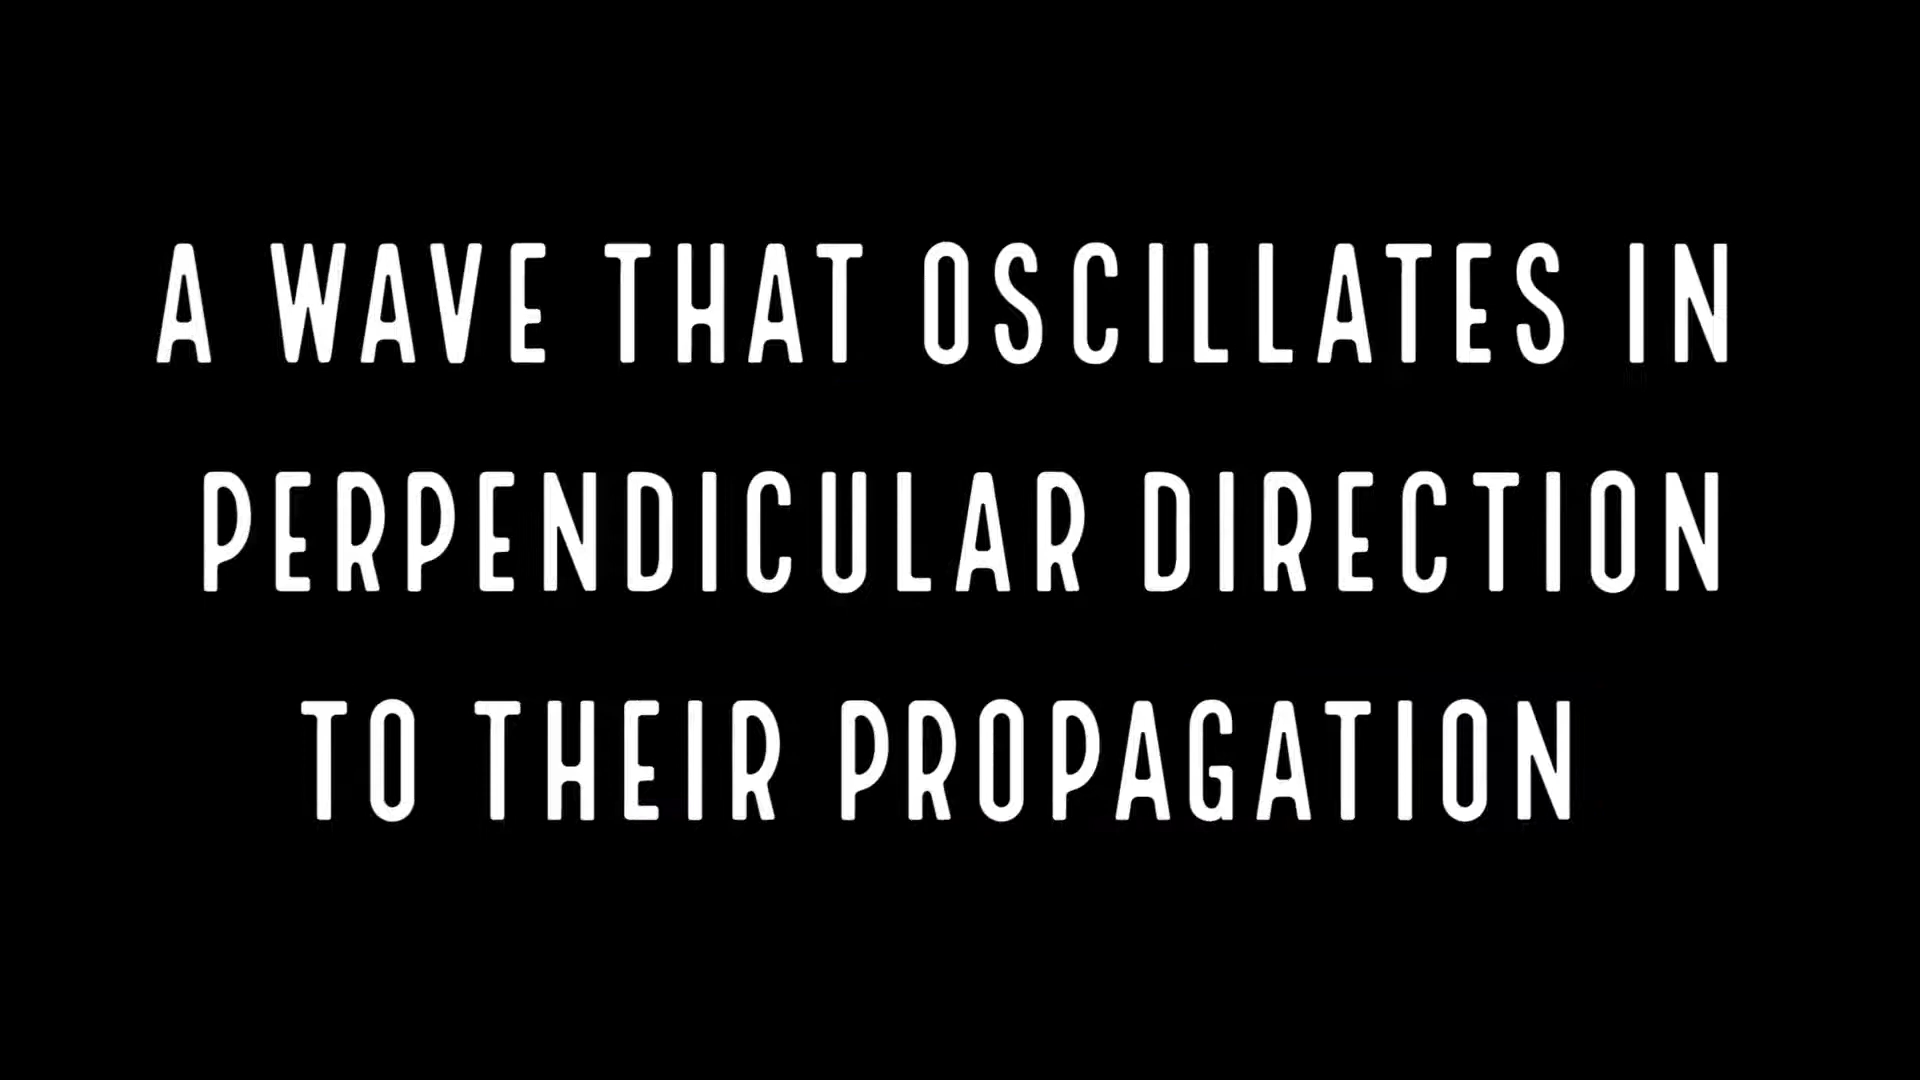 A WAVE THAT OSCILLATES IN
PERPENDICULAR DIRECTION
TO THEIR PROPAGATION